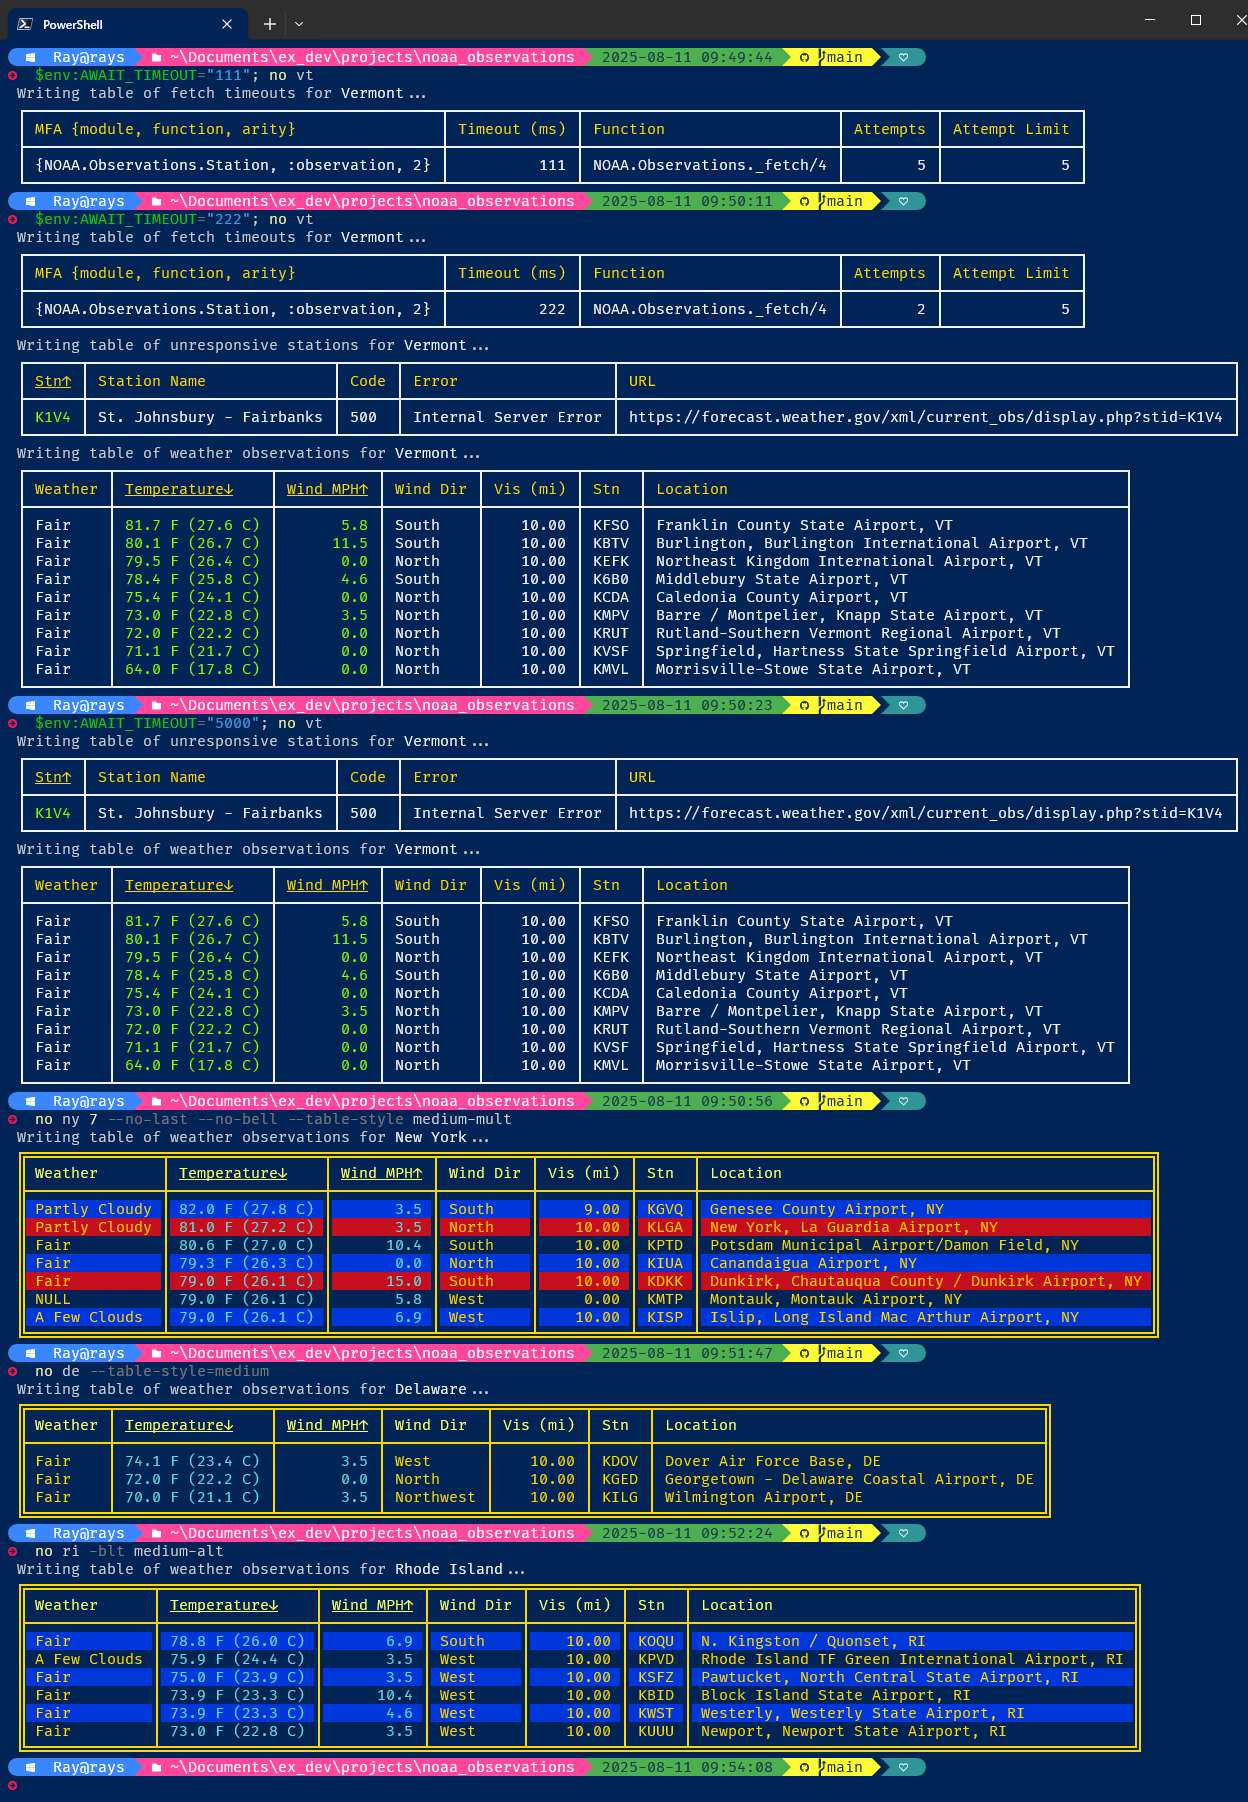 PowerShell
Ray@rays ~\Documents\ex_dev\projects\noaa_observations 2025-08-11 09:49:44 main
$env:AWAIT_TIMEOUT="111"; no vt
Writing table of fetch timeouts for Vermont...
MFA {module, function, arity} Timeout (ms) Function Attempts Attempt Limit
{NOAA.Observations.Station, :observation, 2} 111 NOAA.Observations._fetch/4 5 5
Ray@rays ~\Documents\ex_dev\projects\noaa_observations 2025-08-11 09:50:11 main
$env:AWAIT_TIMEOUT="222"; no vt
Writing table of fetch timeouts for Vermont...
MFA {module, function, arity} Timeout (ms) Function Attempts Attempt Limit
{NOAA.Observations.Station, :observation, 2} 222 NOAA.Observations._fetch/4 2 5
Writing table of unresponsive stations for Vermont...
Stn↑ Station Name Code Error URL
K1V4 St. Johnsbury - Fairbanks 500 Internal Server Error https://forecast.weather.gov/xml/current_obs/display.php?stid=K1V4
Writing table of weather observations for Vermont...
Weather Temperature↓ Wind MPH↑ Wind Dir Vis (mi) Stn Location
Fair 81.7 F (27.6 C) 5.8 South 10.00 KFSO Franklin County State Airport, VT
Fair 80.1 F (26.7 C) 11.5 South 10.00 KBTV Burlington, Burlington International Airport, VT
Fair 79.5 F (26.4 C) 0.0 North 10.00 KEFK Northeast Kingdom International Airport, VT
Fair 78.4 F (25.8 C) 4.6 South 10.00 K6B0 Middlebury State Airport, VT
Fair 75.4 F (24.1 C) 0.0 North 10.00 KCDA Caledonia County Airport, VT
Fair 73.0 F (22.8 C) 3.5 North 10.00 KMPV Barre / Montpelier, Knapp State Airport, VT
Fair 72.0 F (22.2 C) 0.0 North 10.00 KRUT Rutland-Southern Vermont Regional Airport, VT
Fair 71.1 F (21.7 C) 0.0 North 10.00 KVSF Springfield, Hartness State Springfield Airport, VT
Fair 64.0 F (17.8 C) 0.0 North 10.00 KMVL Morrisville-Stowe State Airport, VT
Ray@rays ~\Documents\ex_dev\projects\noaa_observations 2025-08-11 09:50:23 main
$env:AWAIT_TIMEOUT="5000"; no vt
Writing table of unresponsive stations for Vermont...
Stn↑ Station Name Code Error URL
K1V4 St. Johnsbury - Fairbanks 500 Internal Server Error https://forecast.weather.gov/xml/current_obs/display.php?stid=K1V4
Writing table of weather observations for Vermont...
Weather Temperature↓ Wind MPH↑ Wind Dir Vis (mi) Stn Location
Fair 81.7 F (27.6 C) 5.8 South 10.00 KFSO Franklin County State Airport, VT
Fair 80.1 F (26.7 C) 11.5 South 10.00 KBTV Burlington, Burlington International Airport, VT
Fair 79.5 F (26.4 C) 0.0 North 10.00 KEFK Northeast Kingdom International Airport, VT
Fair 78.4 F (25.8 C) 4.6 South 10.00 K6B0 Middlebury State Airport, VT
Fair 75.4 F (24.1 C) 0.0 North 10.00 KCDA Caledonia County Airport, VT
Fair 73.0 F (22.8 C) 3.5 North 10.00 KMPV Barre / Montpelier, Knapp State Airport, VT
Fair 72.0 F (22.2 C) 0.0 North 10.00 KRUT Rutland-Southern Vermont Regional Airport, VT
Fair 71.1 F (21.7 C) 0.0 North 10.00 KVSF Springfield, Hartness State Springfield Airport, VT
Fair 64.0 F (17.8 C) 0.0 North 10.00 KMVL Morrisville-Stowe State Airport, VT
Ray@rays ~\Documents\ex_dev\projects\noaa_observations 2025-08-11 09:50:56 main
no ny 7 --no-last --no-bell --table-style medium-mult
Writing table of weather observations for New York...
Weather Temperature↓ Wind MPH↑ Wind Dir Vis (mi) Stn Location
Partly Cloudy 82.0 F (27.8 C) 3.5 South 9.00 KGVQ Genesee County Airport, NY
Partly Cloudy 81.0 F (27.2 C) 3.5 North 10.00 KLGA New York, La Guardia Airport, NY
Fair 80.6 F (27.0 C) 10.4 South 10.00 KPTD Potsdam Municipal Airport/Damon Field, NY
Fair 79.3 F (26.3 C) 0.0 North 10.00 KIUA Canandaigua Airport, NY
Fair 79.0 F (26.1 C) 15.0 South 10.00 KDKK Dunkirk, Chautauqua County / Dunkirk Airport, NY
NULL 79.0 F (26.1 C) 5.8 West 0.00 KMTP Montauk, Montauk Airport, NY
A Few Clouds 79.0 F (26.1 C) 6.9 West 10.00 KISP Islip, Long Island Mac Arthur Airport, NY
Ray@rays ~\Documents\ex_dev\projects\noaa_observations 2025-08-11 09:51:47 main
no de --table-style=medium
Writing table of weather observations for Delaware...
Weather Temperature↓ Wind MPH↑ Wind Dir Vis (mi) Stn Location
Fair 74.1 F (23.4 C) 3.5 West 10.00 KDOV Dover Air Force Base, DE
Fair 72.0 F (22.2 C) 0.0 North 10.00 KGED Georgetown - Delaware Coastal Airport, DE
Fair 70.0 F (21.1 C) 3.5 Northwest 10.00 KILG Wilmington Airport, DE
Ray@rays ~\Documents\ex_dev\projects\noaa_observations 2025-08-11 09:52:24 main
no ri -blt medium-alt
Writing table of weather observations for Rhode Island...
Weather Temperature↓ Wind MPH↑ Wind Dir Vis (mi) Stn Location
Fair 78.8 F (26.0 C) 6.9 South 10.00 KOQU N. Kingston / Quonset, RI
A Few Clouds 75.9 F (24.4 C) 3.5 West 10.00 KPVD Rhode Island TF Green International Airport, RI
Fair 75.0 F (23.9 C) 3.5 West 10.00 KSFZ Pawtucket, North Central State Airport, RI
Fair 73.9 F (23.3 C) 10.4 West 10.00 KBID Block Island State Airport, RI
Fair 73.9 F (23.3 C) 4.6 West 10.00 KWST Westerly, Westerly State Airport, RI
Fair 73.0 F (22.8 C) 3.5 West 10.00 KUUU Newport, Newport State Airport, RI
Ray@rays ~\Documents\ex_dev\projects\noaa_observations 2025-08-11 09:54:08 main